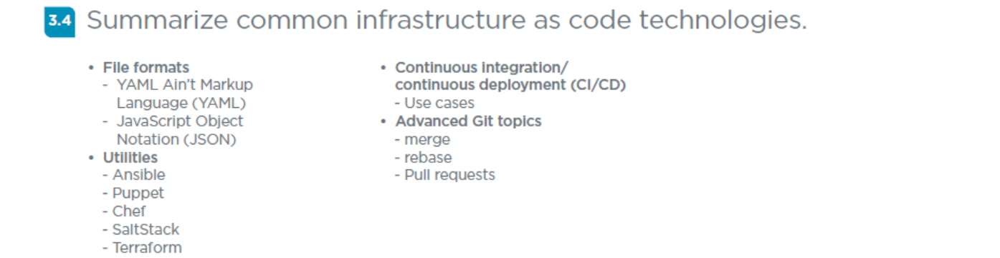 3.4 Summarize common infrastructure as code technologies.
• File formats
- YAML Ain't Markup
Language (YAML)
- JavaScript Object
Notation (JSON)
• Utilities
- Ansible
- Puppet
- Chef
- SaltStack
- Terraform
• Continuous integration/
continuous deployment (CI/CD)
- Use cases
• Advanced Git topics
- merge
- rebase
- Pull requests